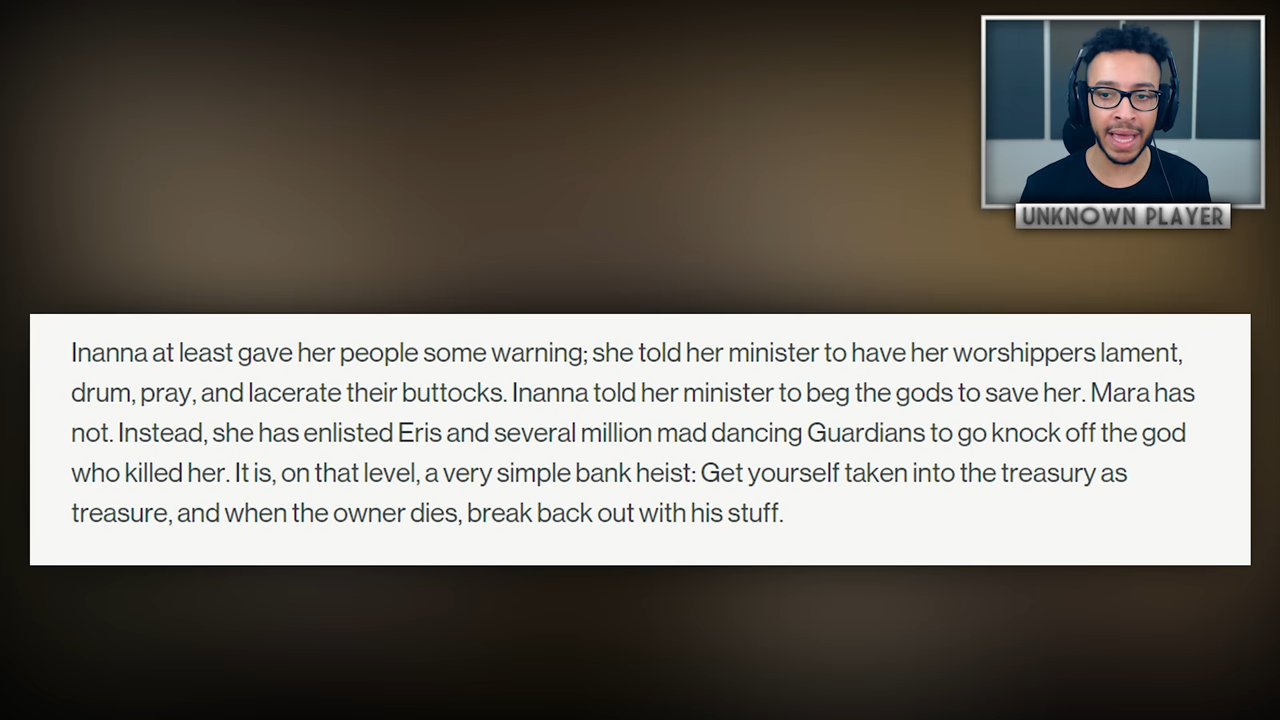 UNKNOWN PLAYER
Inanna at least gave her people some warning; she told her minister to have her worshippers lament,
drum, pray, and lacerate their buttocks. Inanna told her minister to beg the gods to save her. Mara has
not. Instead, she has enlisted Eris and several million mad dancing Guardians to go knock off the god
who killed her. It is, on that level, a very simple bank heist: Get yourself taken into the treasury as
treasure, and when the owner dies, break back out with his stuff.